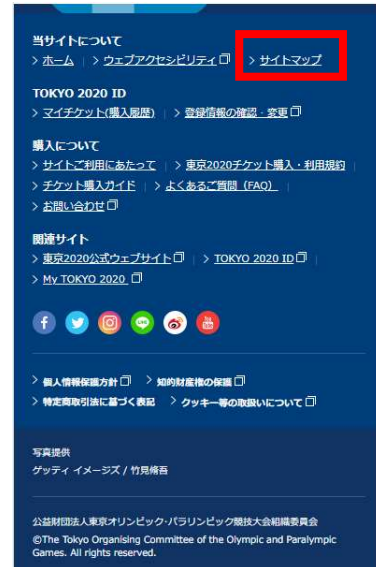 当サイトについて
> ホーム | > ウェブアクセシビリティ | > サイトマップ
TOKYO 2020 ID
> マイチケット(購入履歴) | > 登録情報の確認・変更
購入について
> サイトご利用にあたって | > 東京2020チケット購入・利用規約
> チケット購入ガイド | > よくあるご質問（FAQ） |
> お問い合わせ
関連サイト
> 東京2020公式ウェブサイト | > TOKYO 2020 ID |
> My TOKYO 2020
LINE
> 個人情報保護方針 > 知的財産権の保護
> 特定商取引法に基づく表記 > クッキー等の取扱いについて
写真提供
ゲッティ イメージズ / 竹見脩吾
公益財団法人東京オリンピック・パラリンピック競技大会組織委員会
©The Tokyo Organising Committee of the Olympic and Paralympic
Games. All rights reserved.